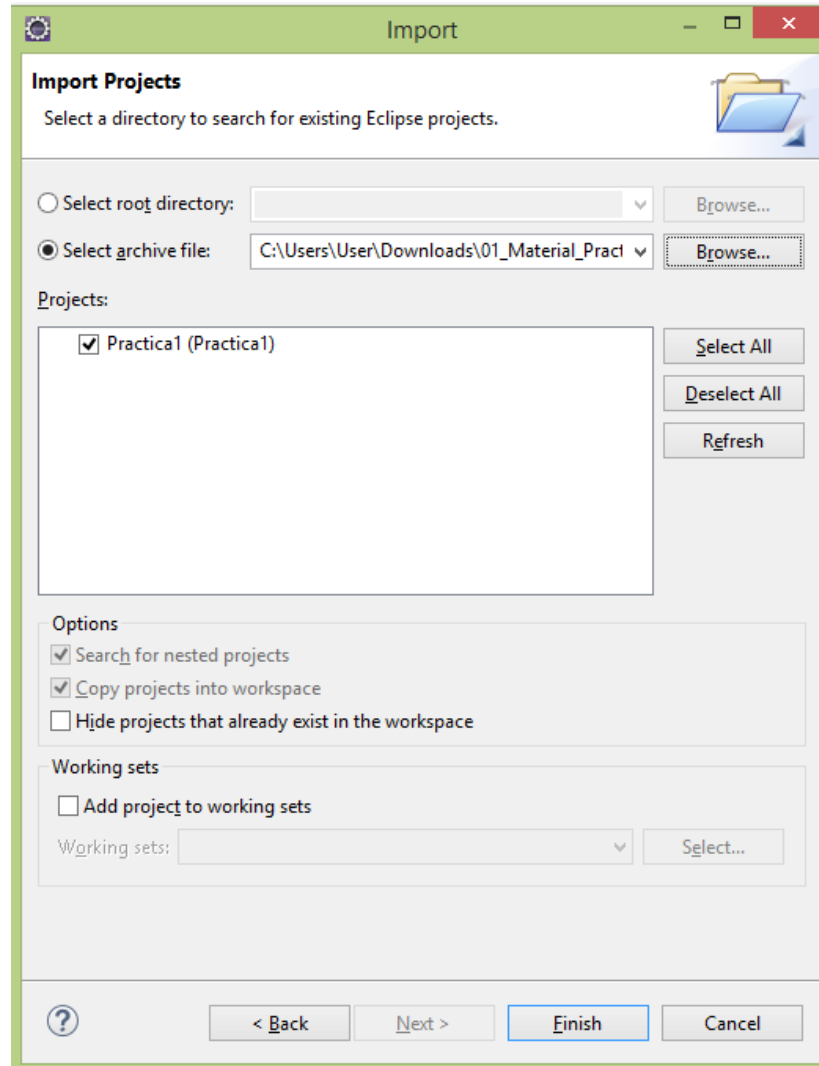 Import
Import Projects
Select a directory to search for existing Eclipse projects.
Select root directory: Browse...
Select archive file: C:\Users\User\Downloads\01_Material_Pract Browse...
Projects:
Practica1 (Practica1)
Select All
Deselect All
Refresh
Options
Search for nested projects
Copy projects into workspace
Hide projects that already exist in the workspace
Working sets
Add project to working sets
Working sets: Select...
? < Back Next > Finish Cancel